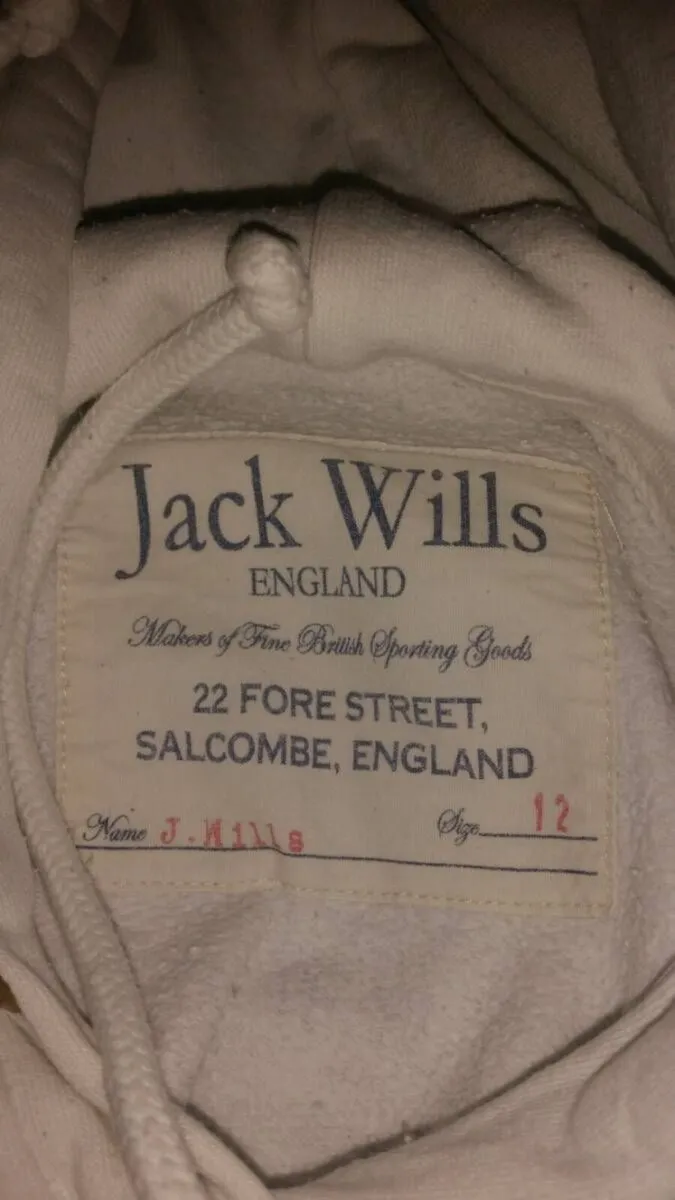 Jack Wills
ENGLAND
Makers of Fine British Sporting Goods
22 FORE STREET,
SALCOMBE, ENGLAND
Name J. Wills Size 12